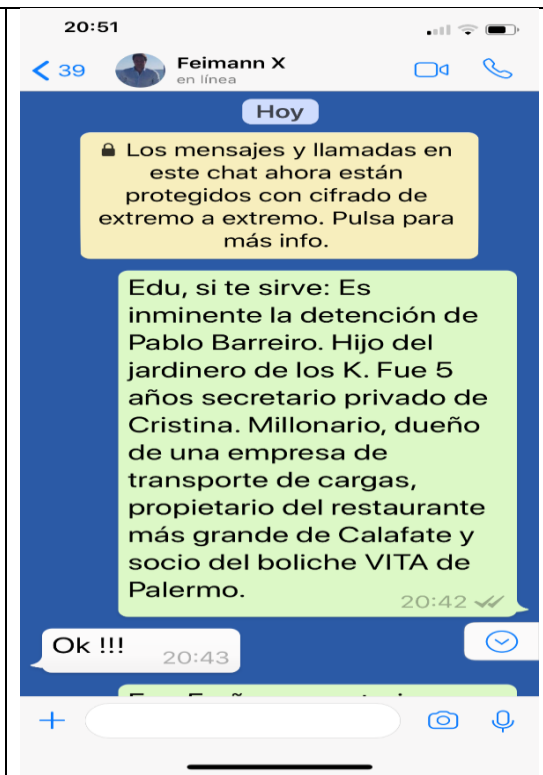 20:51
39
Feimann X
en línea
Hoy
Los mensajes y llamadas en
este chat ahora están
protegidos con cifrado de
extremo a extremo. Pulsa para
más info.
Edu, si te sirve: Es
inminente la detención de
Pablo Barreiro. Hijo del
jardinero de los K. Fue 5
años secretario privado de
Cristina. Millonario, dueño
de una empresa de
transporte de cargas,
propietario del restaurante
más grande de Calafate y
socio del boliche VITA de
Palermo.
20:42
Ok !!!
20:43